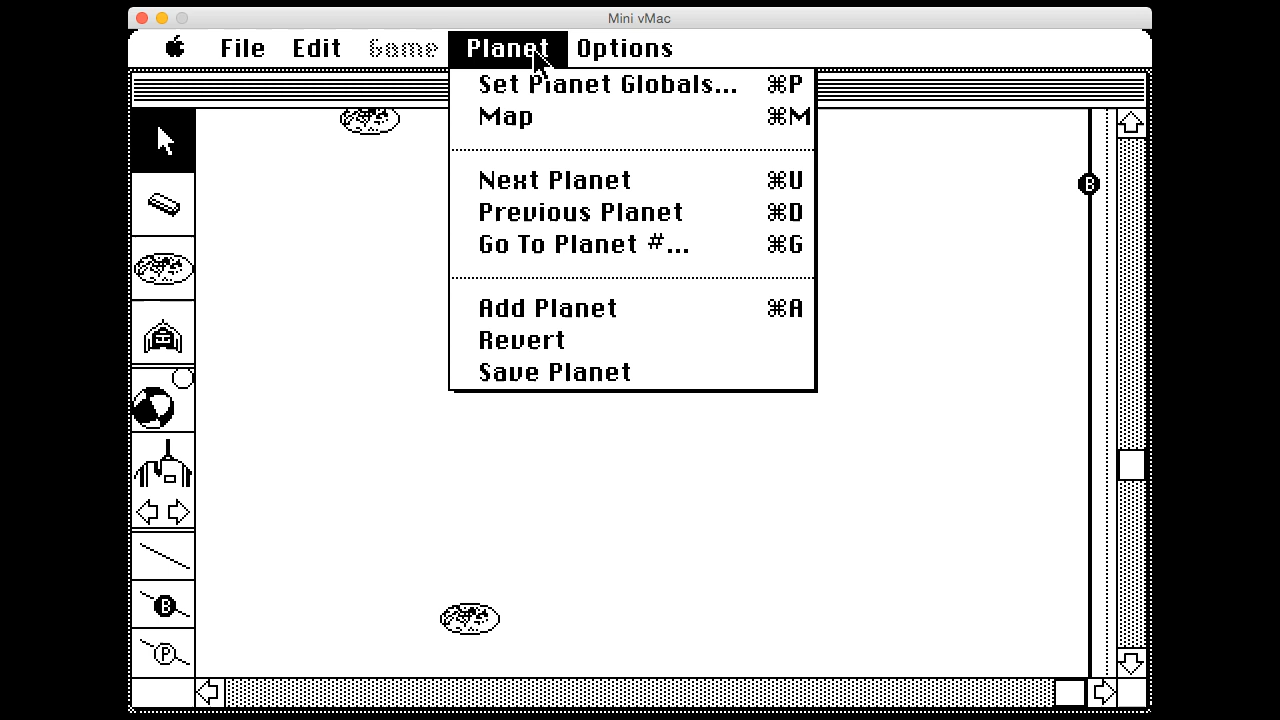 Mini vMac
File Edit Game Planet Options
Set Planet Globals... ⌘P
Map ⌘M
Next Planet ⌘U
Previous Planet ⌘D
Go To Planet #... ⌘G
Add Planet ⌘A
Revert
Save Planet
B
B
P